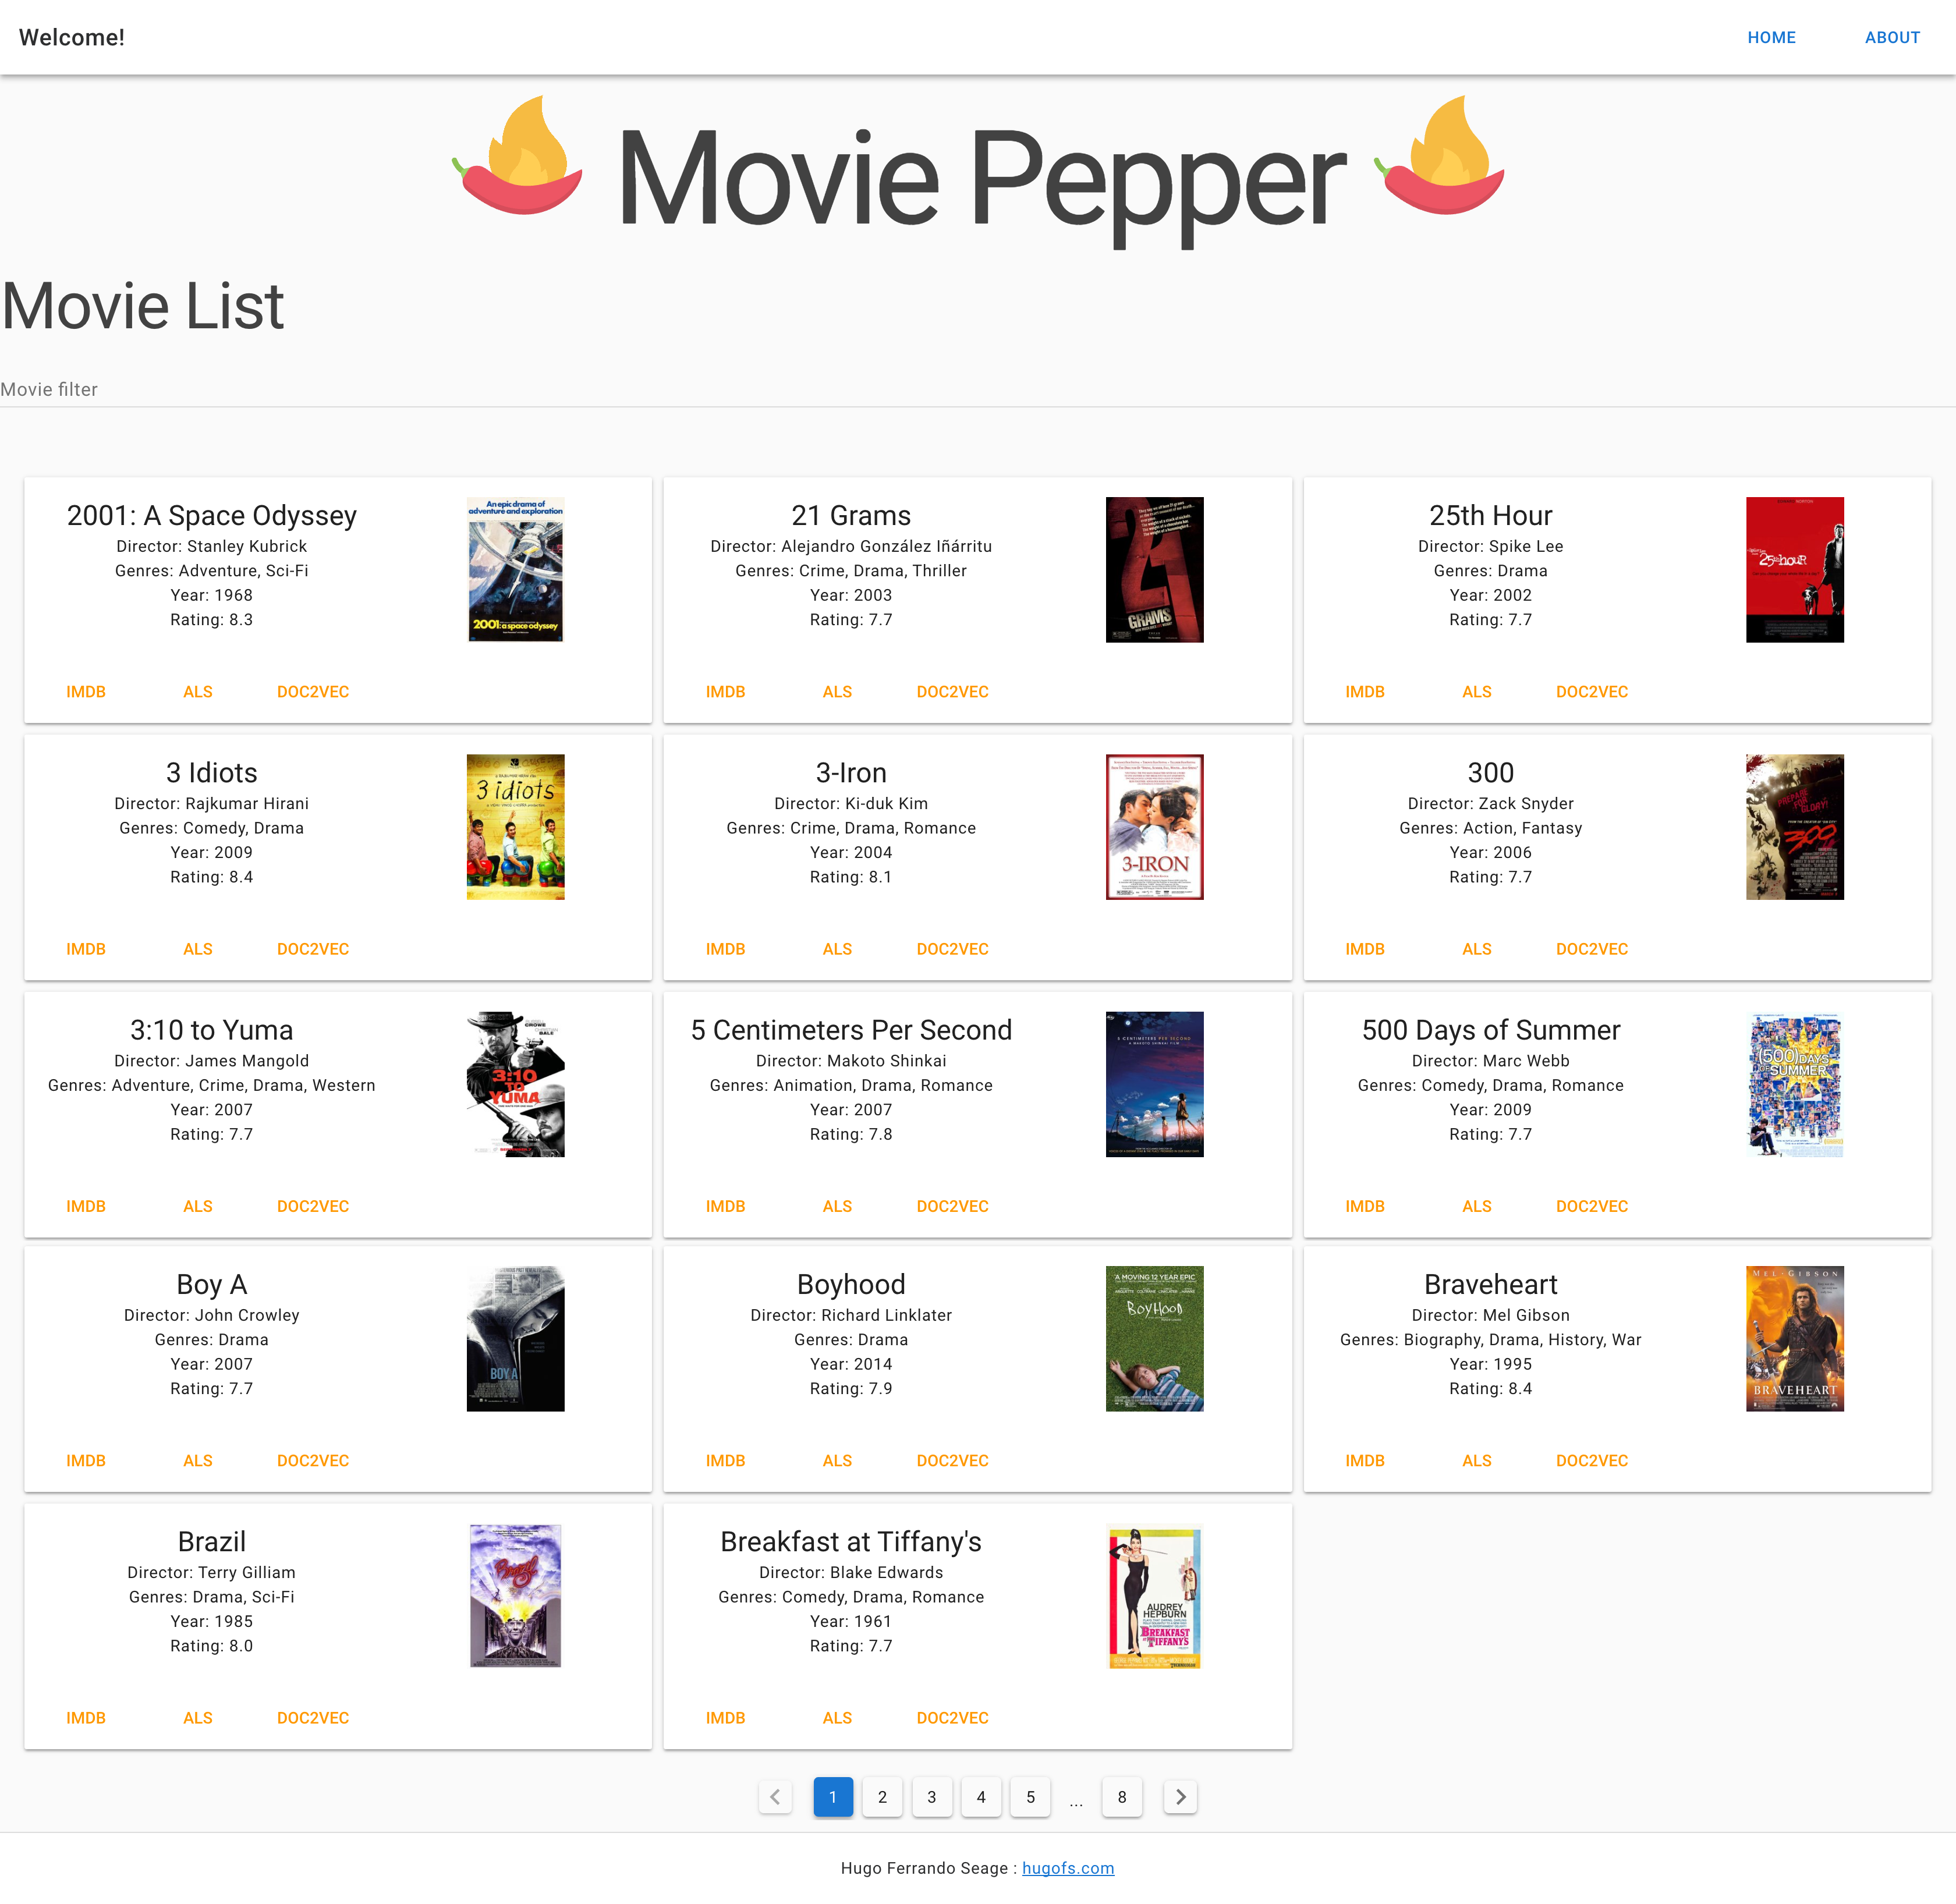 Welcome!
HOME
ABOUT
Movie Pepper
Movie List
Movie filter
2001: A Space Odyssey
Director: Stanley Kubrick
Genres: Adventure, Sci-Fi
Year: 1968
Rating: 8.3
An epic drama of
adventure and exploration
2001: a space odyssey
IMDB
ALS
DOC2VEC
21 Grams
Director: Alejandro González Iñárritu
Genres: Crime, Drama, Thriller
Year: 2003
Rating: 7.7
21
GRAMS
IMDB
ALS
DOC2VEC
25th Hour
Director: Spike Lee
Genres: Drama
Year: 2002
Rating: 7.7
25th HOUR
IMDB
ALS
DOC2VEC
3 Idiots
Director: Rajkumar Hirani
Genres: Comedy, Drama
Year: 2009
Rating: 8.4
3 idiots
IMDB
ALS
DOC2VEC
3-Iron
Director: Ki-duk Kim
Genres: Crime, Drama, Romance
Year: 2004
Rating: 8.1
3-IRON
IMDB
ALS
DOC2VEC
300
Director: Zack Snyder
Genres: Action, Fantasy
Year: 2006
Rating: 7.7
PREPARE
FOR GLORY!
300
IMDB
ALS
DOC2VEC
3:10 to Yuma
Director: James Mangold
Genres: Adventure, Crime, Drama, Western
Year: 2007
Rating: 7.7
CROWE
BALE
3:10
TO
YUMA
IMDB
ALS
DOC2VEC
5 Centimeters Per Second
Director: Makoto Shinkai
Genres: Animation, Drama, Romance
Year: 2007
Rating: 7.8
5 CENTIMETERS PER SECOND
A MAKOTO SHINKAI FILM
IMDB
ALS
DOC2VEC
500 Days of Summer
Director: Marc Webb
Genres: Comedy, Drama, Romance
Year: 2009
Rating: 7.7
(500) DAYS
OF SUMMER
IMDB
ALS
DOC2VEC
Boy A
Director: John Crowley
Genres: Drama
Year: 2007
Rating: 7.7
BOY A
IMDB
ALS
DOC2VEC
Boyhood
Director: Richard Linklater
Genres: Drama
Year: 2014
Rating: 7.9
A MOVING 12 YEAR EPIC
BOYHOOD
IMDB
ALS
DOC2VEC
Braveheart
Director: Mel Gibson
Genres: Biography, Drama, History, War
Year: 1995
Rating: 8.4
MEL GIBSON
BRAVEHEART
IMDB
ALS
DOC2VEC
Brazil
Director: Terry Gilliam
Genres: Drama, Sci-Fi
Year: 1985
Rating: 8.0
Brazil
IMDB
ALS
DOC2VEC
Breakfast at Tiffany's
Director: Blake Edwards
Genres: Comedy, Drama, Romance
Year: 1961
Rating: 7.7
AUDREY
HEPBURN
BREAKFAST
AT TIFFANY'S
IMDB
ALS
DOC2VEC
1 2 3 4 5 ... 8
Hugo Ferrando Seage : hugofs.com